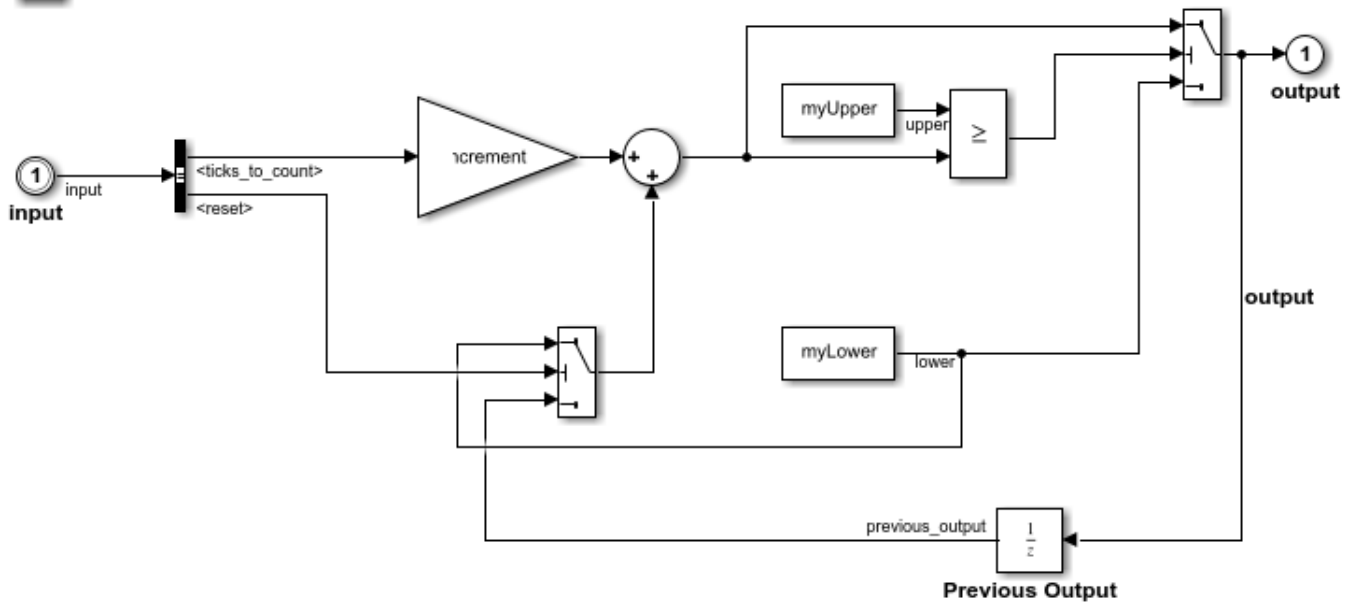 1
output
myUpper
upper
≥
ncrement
+
+
<ticks_to_count>
1
input
input
<reset>
output
myLower
lower
previous_output
1
z
Previous Output